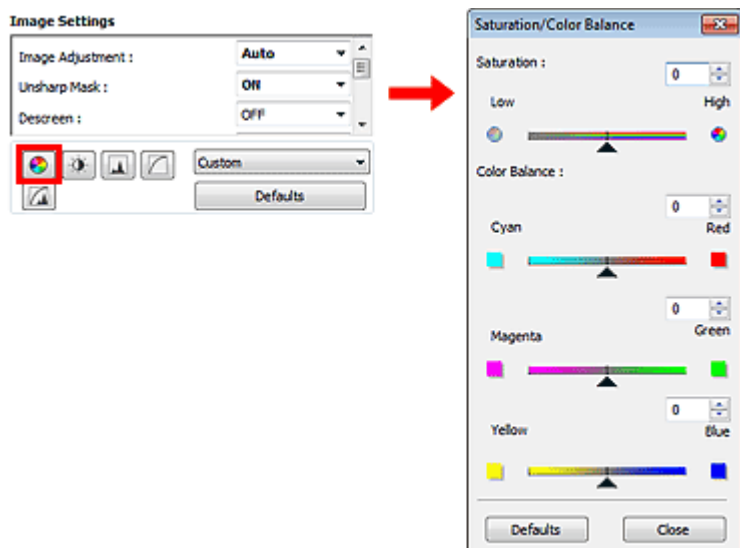 Image Settings
Image Adjustment : Auto
Unsharp Mask : ON
Descreen : OFF
Custom
Defaults
Saturation/Color Balance
Saturation :
0
Low High
Color Balance :
0
Cyan Red
0
Magenta Green
0
Yellow Blue
Defaults Close